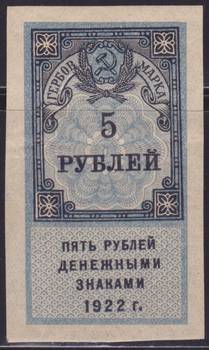 ГЕРБОВ. МАРКА
5
РУБЛЕЙ
ПЯТЬ РУБЛЕЙ
ДЕНЕЖНЫМИ
ЗНАКАМИ
1922 г.